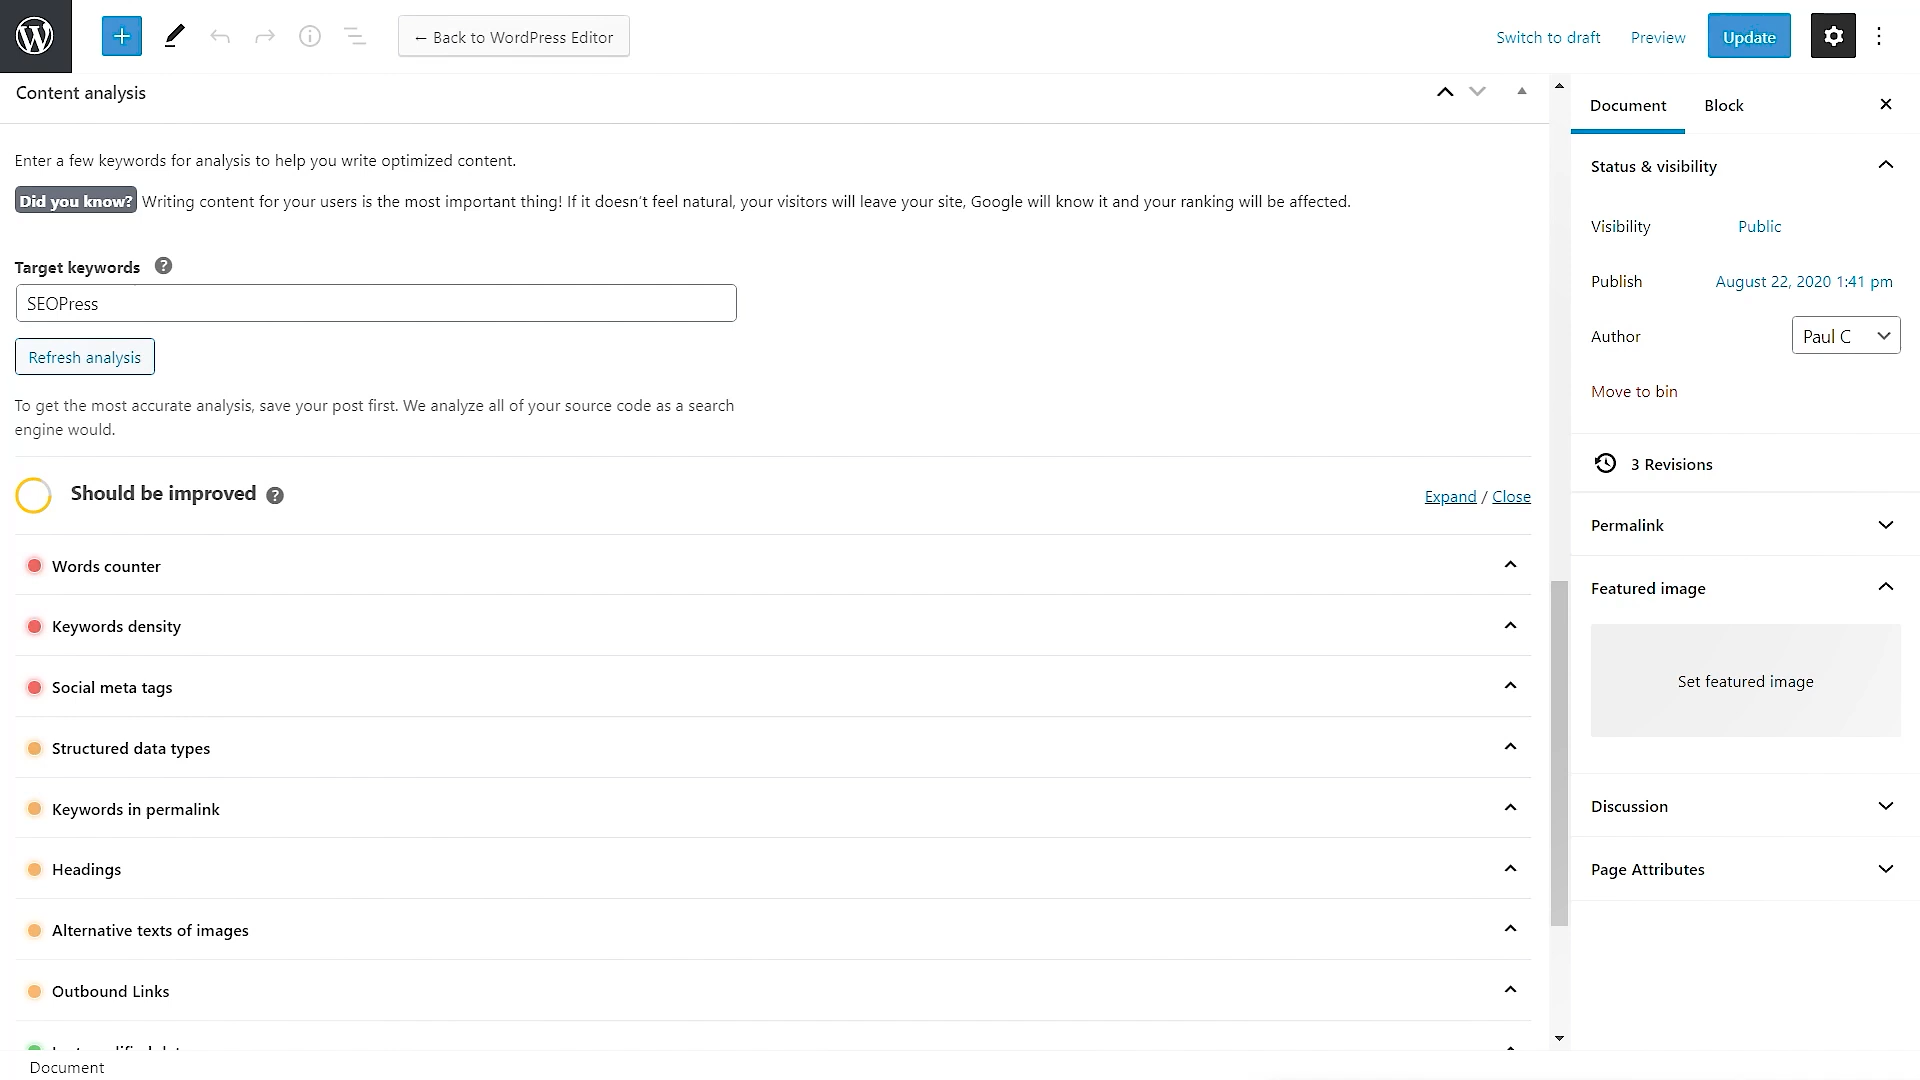 ← Back to WordPress Editor
Switch to draft
Preview
Update
Content analysis
Enter a few keywords for analysis to help you write optimized content.
Did you know? Writing content for your users is the most important thing! If it doesn't feel natural, your visitors will leave your site, Google will know it and your ranking will be affected.
Target keywords ?
SEOPress
Refresh analysis
To get the most accurate analysis, save your post first. We analyze all of your source code as a search
engine would.
Should be improved ?
Expand / Close
Words counter
Keywords density
Social meta tags
Structured data types
Keywords in permalink
Headings
Alternative texts of images
Outbound Links
Document
Document
Block
Status & visibility
Visibility
Public
Publish
August 22, 2020 1:41 pm
Author
Paul C
Move to bin
3 Revisions
Permalink
Featured image
Set featured image
Discussion
Page Attributes